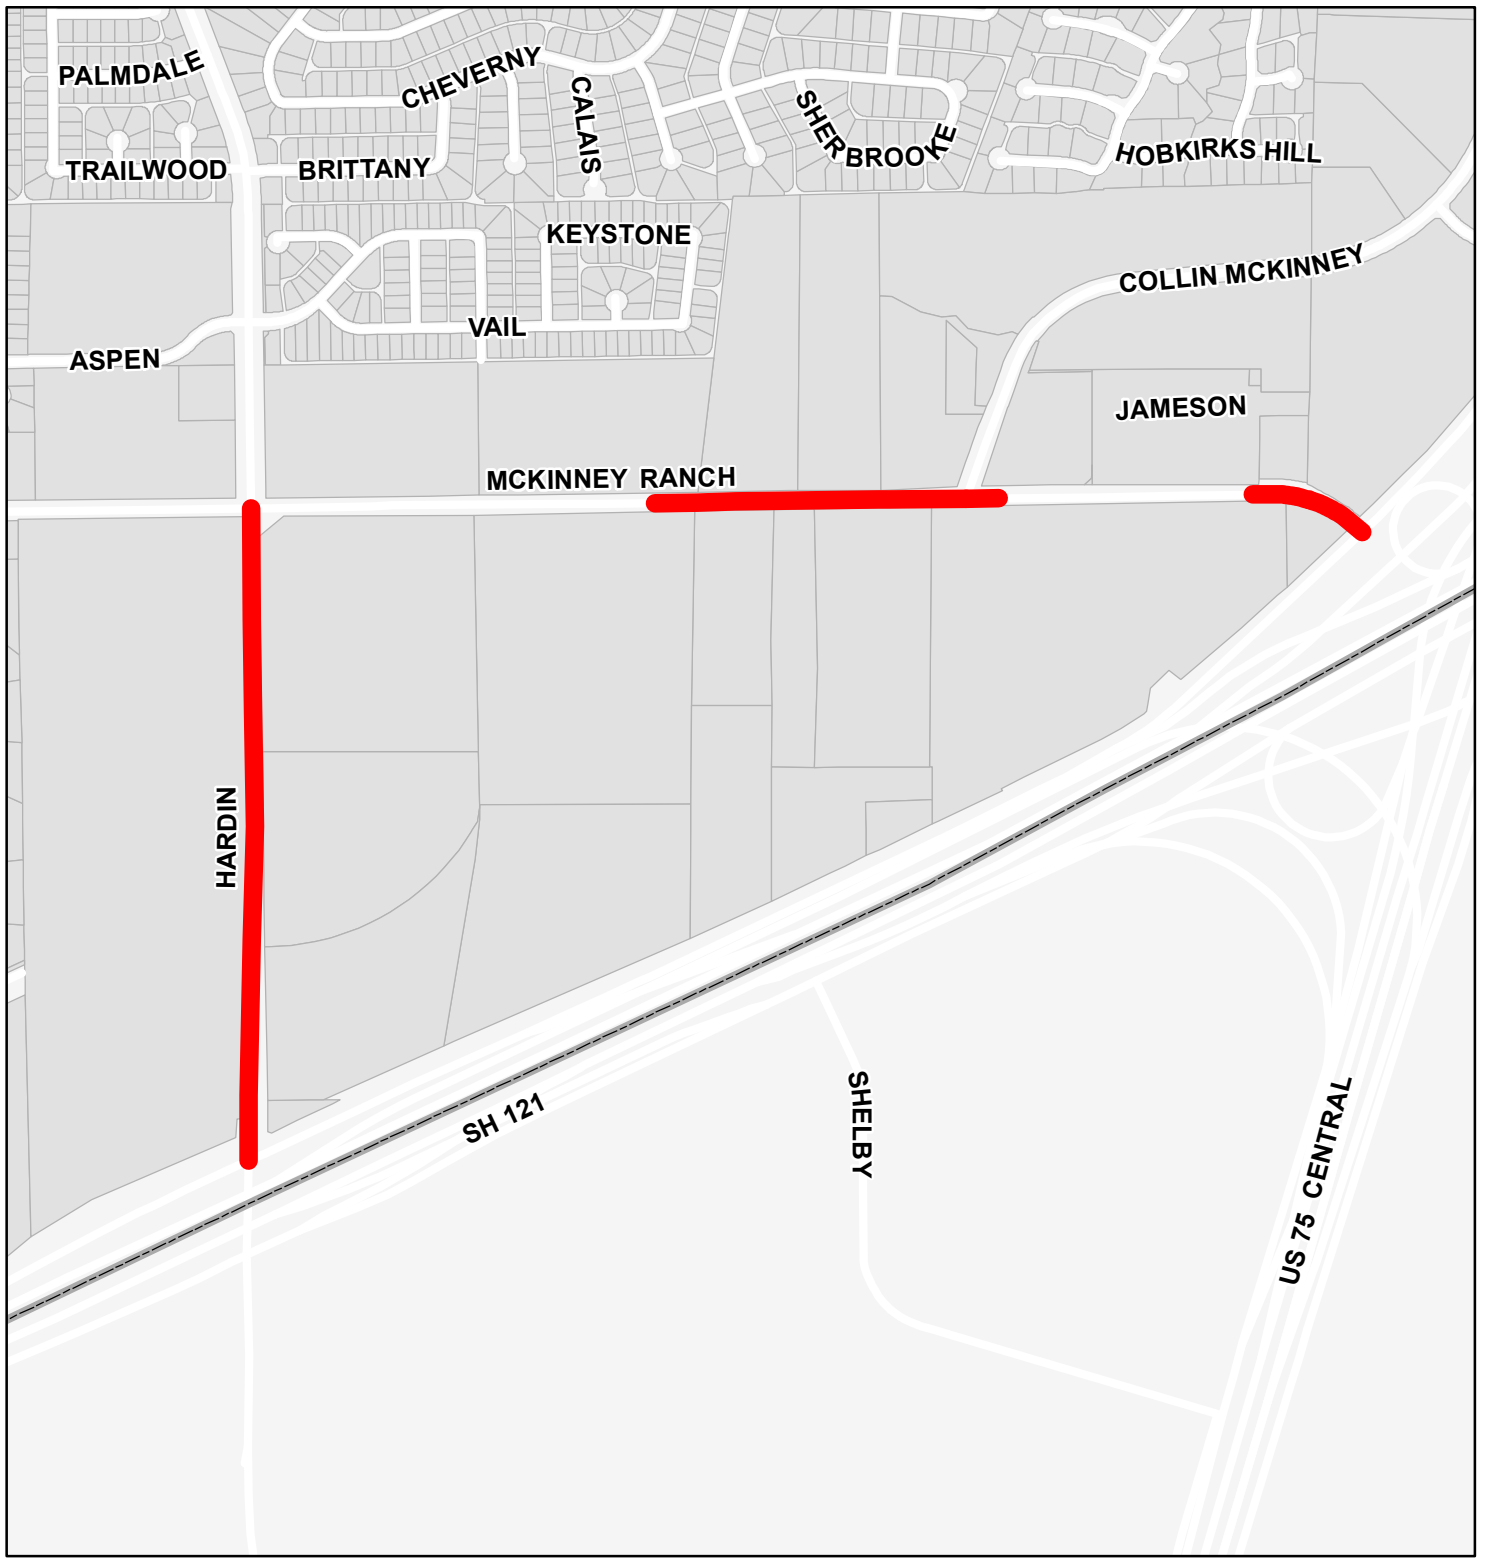 PALMDALE
CHEVERNY
CALAIS
SHERBROOKE
HOBKIRKS HILL
TRAILWOOD
BRITTANY
KEYSTONE
COLLIN MCKINNEY
VAIL
ASPEN
JAMESON
MCKINNEY RANCH
HARDIN
SH 121
SHELBY
US 75 CENTRAL